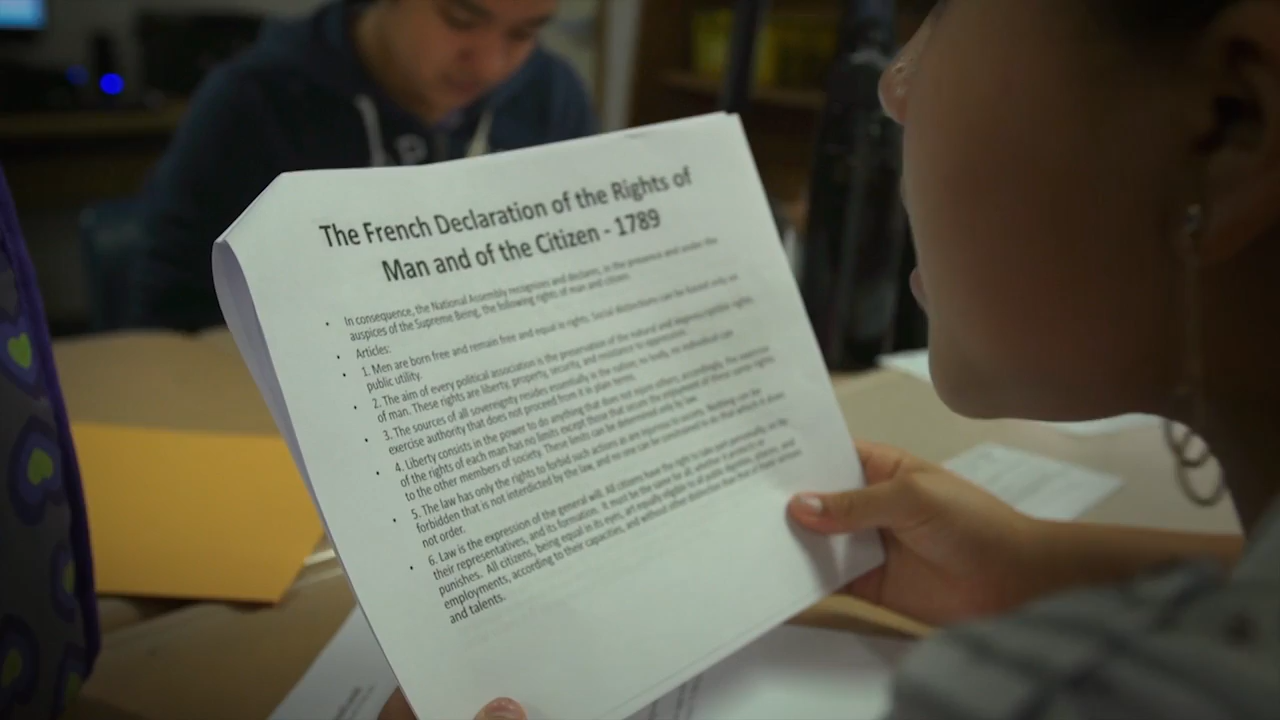 The French Declaration of the Rights of
Man and of the Citizen - 1789
• In consequence, the National Assembly recognizes and declares, in the presence and under the
auspices of the Supreme Being, the following rights of man and citizen:
• Articles:
• 1. Men are born free and remain free and equal in rights. Social distinctions can be founded only on
public utility.
• 2. The aim of every political association is the preservation of the natural and imprescriptible rights
of man. These rights are liberty, property, security, and resistance to oppression.
• 3. The sources of all sovereignty resides essentially in the nation; no body, no individual can
exercise authority that does not proceed from it in plain terms.
• 4. Liberty consists in the power to do anything that does not injure others; accordingly, the exercise
of the rights of each man has no limits except those that secure the enjoyment of these same rights
to the other members of society. These limits can be determined only by law.
• 5. The law has only the rights to forbid such actions as are injurious to society. Nothing can be
forbidden that is not interdicted by the law, and no one can be constrained to do that which it does
not order.
• 6. Law is the expression of the general will. All citizens have the right to take part personally, or by
their representatives, and its formation. It must be the same for all, whether it protects or
punishes. All citizens, being equal in its eyes, are equally eligible to all public dignities, places, and
employments, according to their capacities, and without other distinction than that of their virtues
and talents.
P